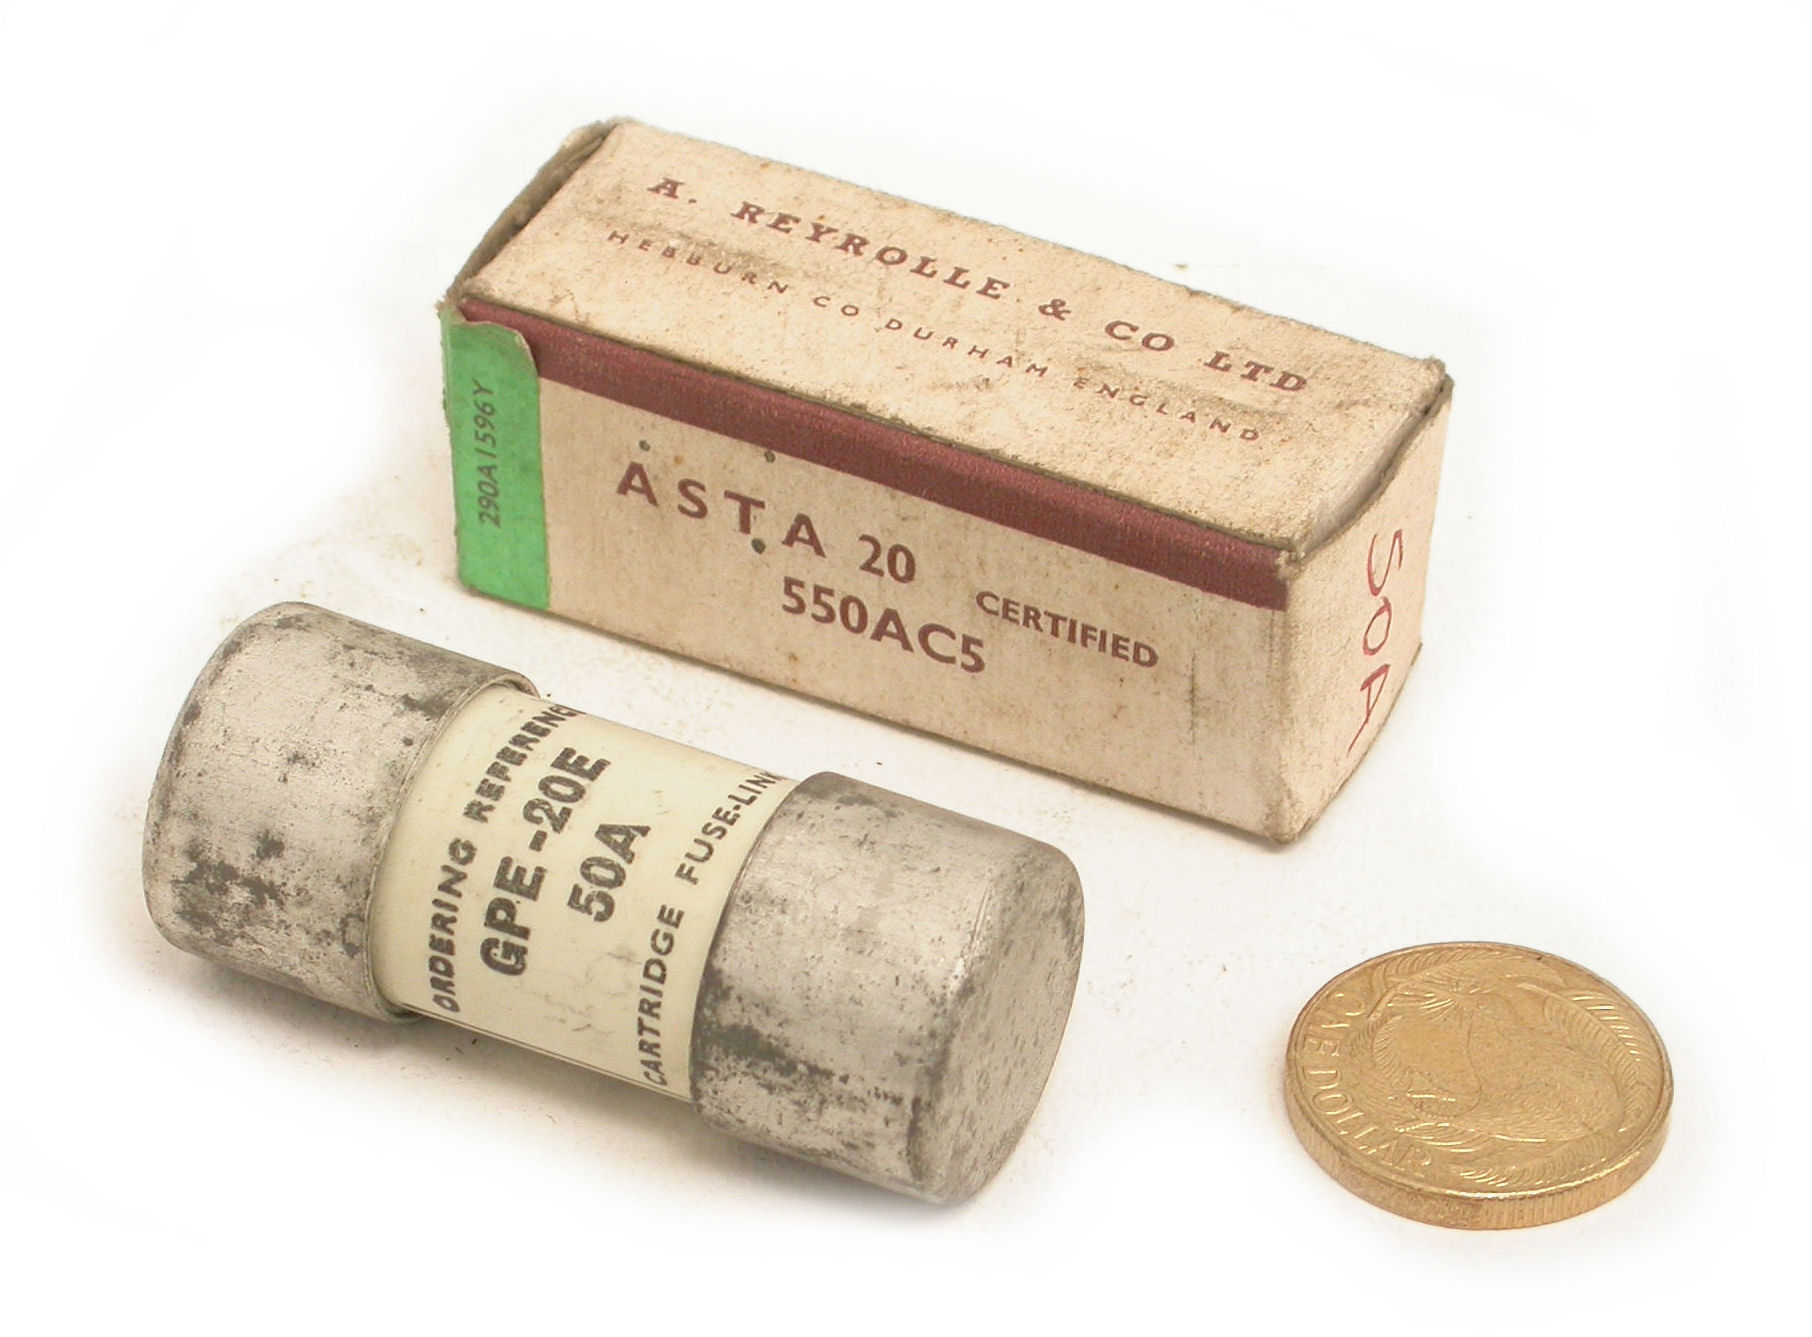 A. REYROLLE & CO LTD
HEBBURN CO DURHAM ENGLAND
290A1596Y
ASTA 20
CERTIFIED
550AC5
50A
ORDERING REFERENC
GPE-20E
50A
CARTRIDGE FUSE-LINK
ONE DOLLAR